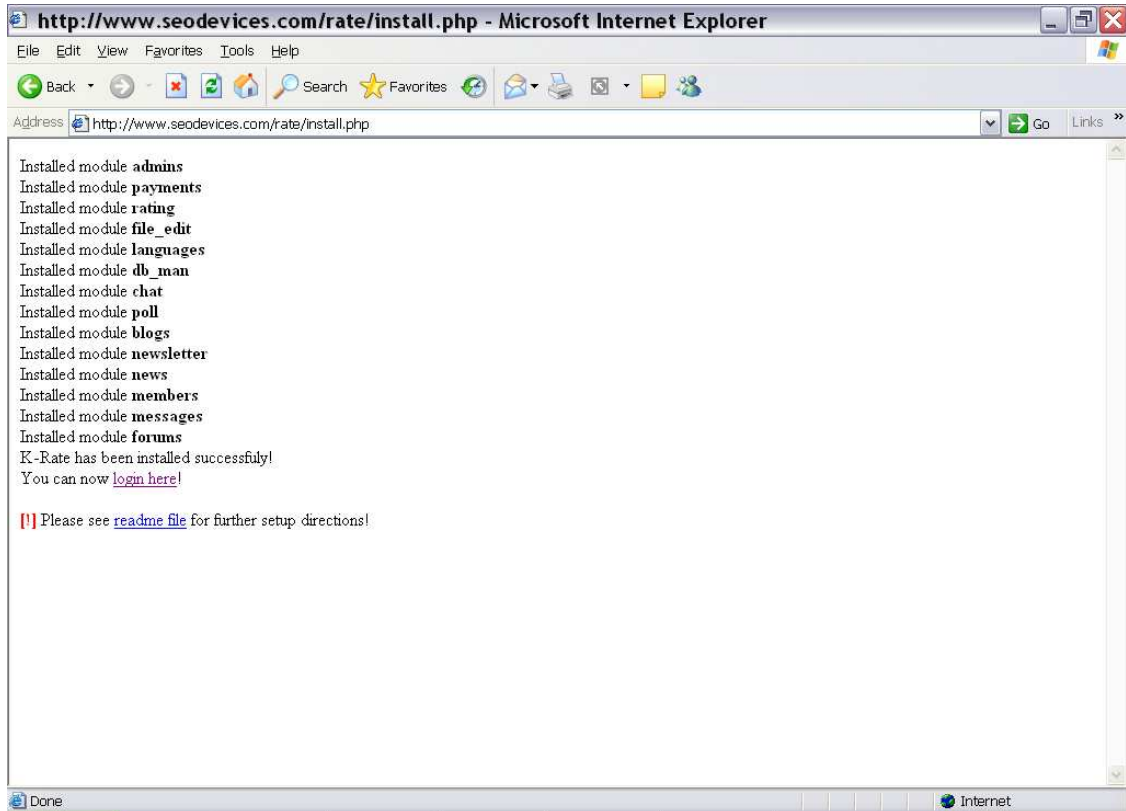 http://www.seodevices.com/rate/install.php - Microsoft Internet Explorer
File Edit View Favorites Tools Help
Back Search Favorites
Address http://www.seodevices.com/rate/install.php Go Links »
Installed module admins
Installed module payments
Installed module rating
Installed module file_edit
Installed module languages
Installed module db_man
Installed module chat
Installed module poll
Installed module blogs
Installed module newsletter
Installed module news
Installed module members
Installed module messages
Installed module forums
K-Rate has been installed successfuly!
You can now login here!
[!] Please see readme file for further setup directions!
Done Internet